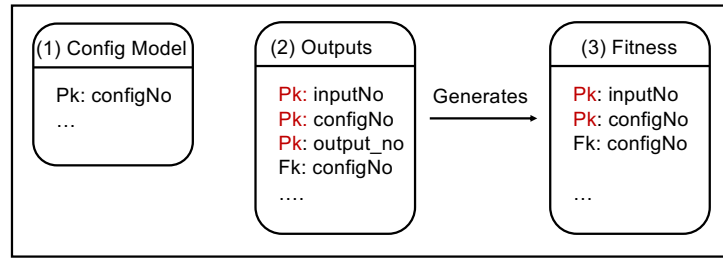 (1) Config Model
Pk: configNo
...
(2) Outputs
Pk: inputNo
Pk: configNo
Pk: output_no
Fk: configNo
....
Generates
(3) Fitness
Pk: inputNo
Pk: configNo
Fk: configNo
...